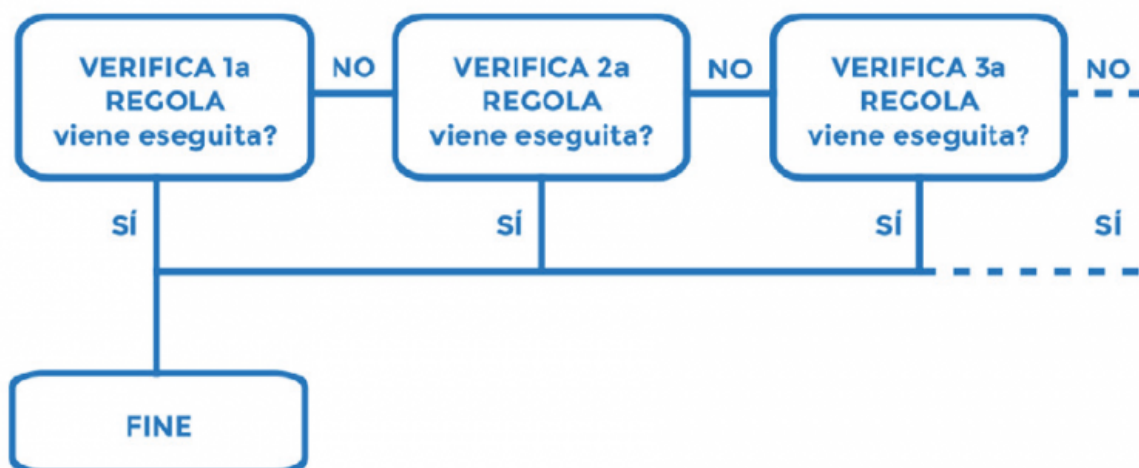 VERIFICA 1a
REGOLA
viene eseguita?
NO
VERIFICA 2a
REGOLA
viene eseguita?
NO
VERIFICA 3a
REGOLA
viene eseguita?
NO
SÍ
SÍ
SÍ
SÍ
FINE